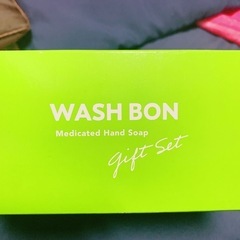 WASH BON
Medicated Hand Soap
gift Set